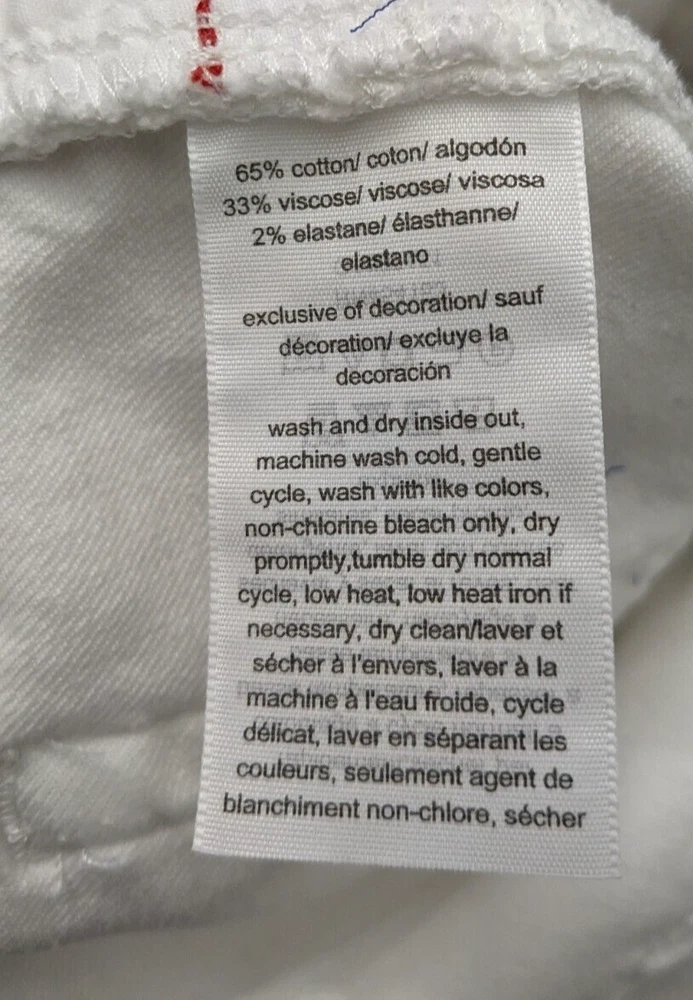 65% cotton/ coton/ algodón
33% viscose/ viscose/ viscosa
2% elastane/ élasthanne/
elastano
exclusive of decoration/ sauf
décoration/ excluye la
decoración
wash and dry inside out,
machine wash cold, gentle
cycle, wash with like colors,
non-chlorine bleach only, dry
promptly,tumble dry normal
cycle, low heat, low heat iron if
necessary, dry clean/laver et
sécher à l'envers, laver à la
machine à l'eau froide, cycle
délicat, laver en séparant les
couleurs, seulement agent de
blanchiment non-chlore, sécher